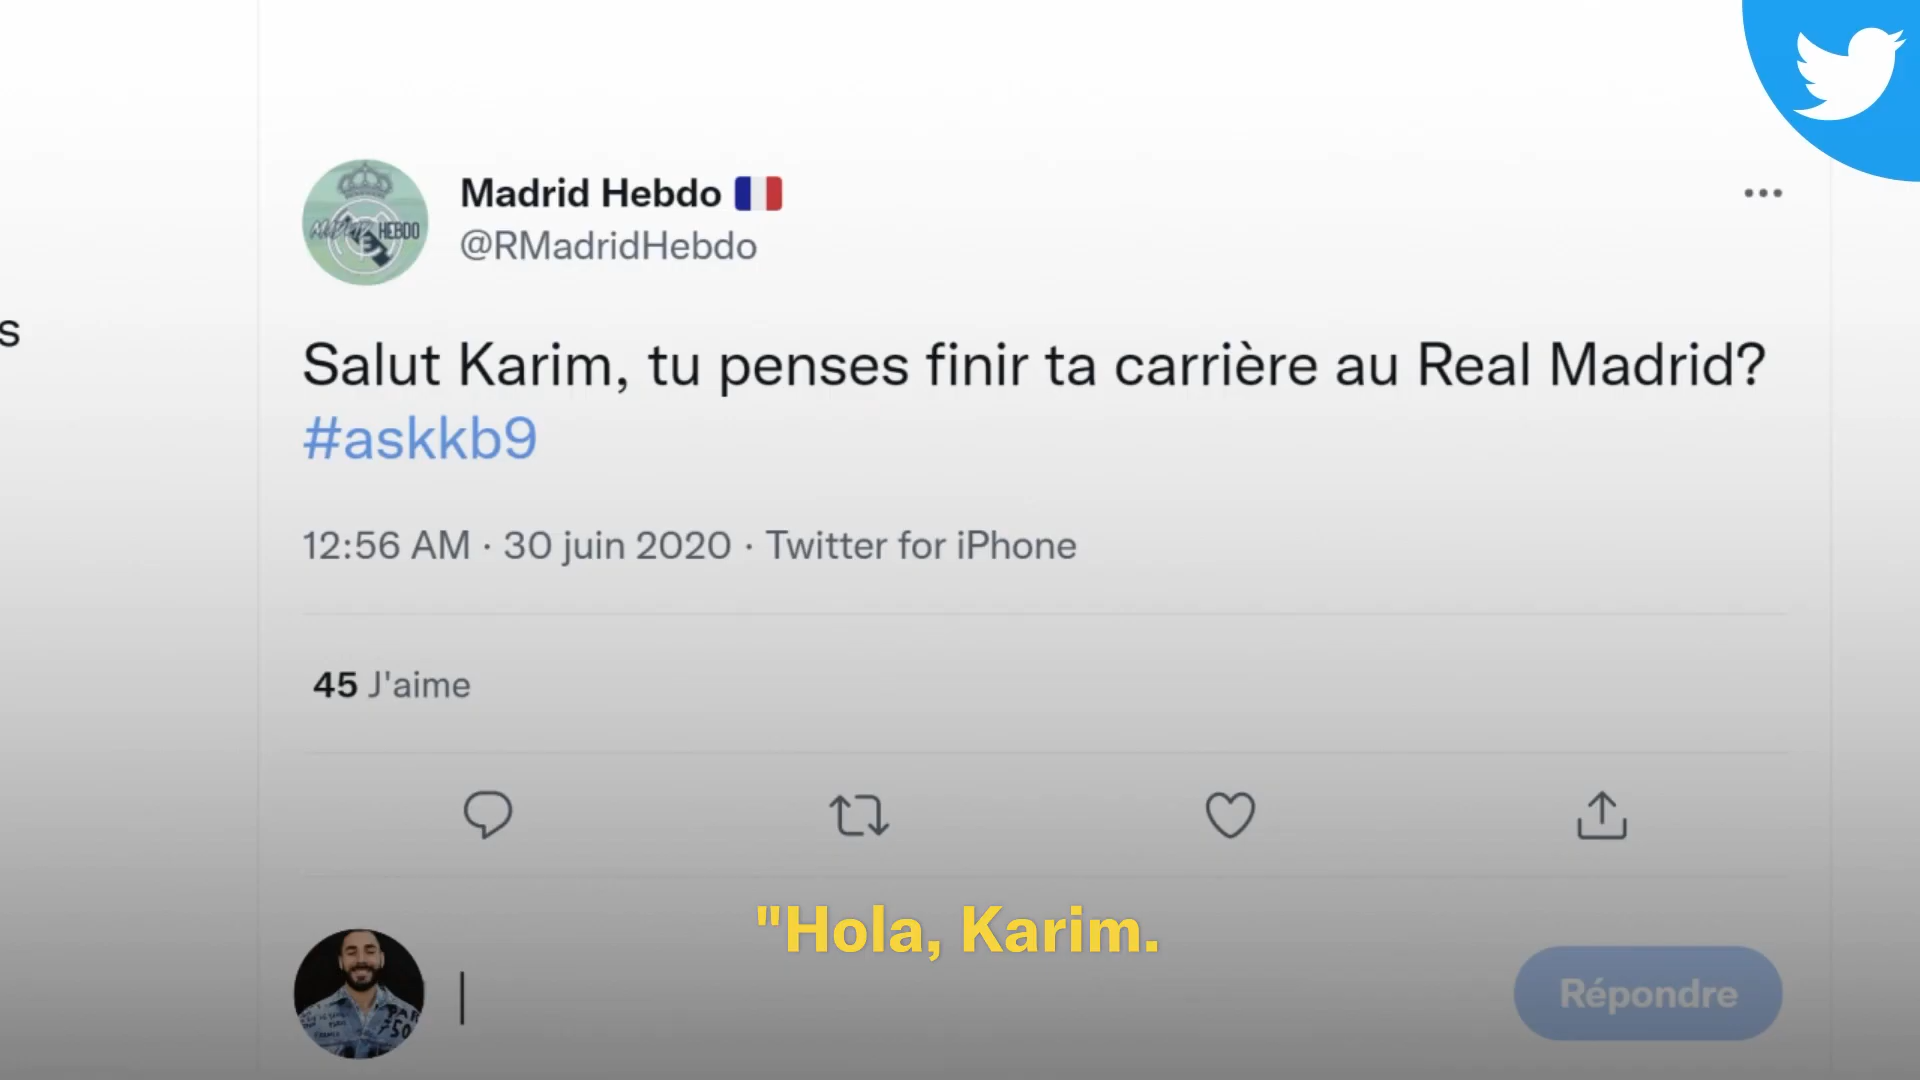 Madrid Hebdo
@RMadridHebdo
HEBDO
s
Salut Karim, tu penses finir ta carrière au Real Madrid?
#askkb9
12:56 AM · 30 juin 2020 · Twitter for iPhone
45 J'aime
"Hola, Karim.
Répondre